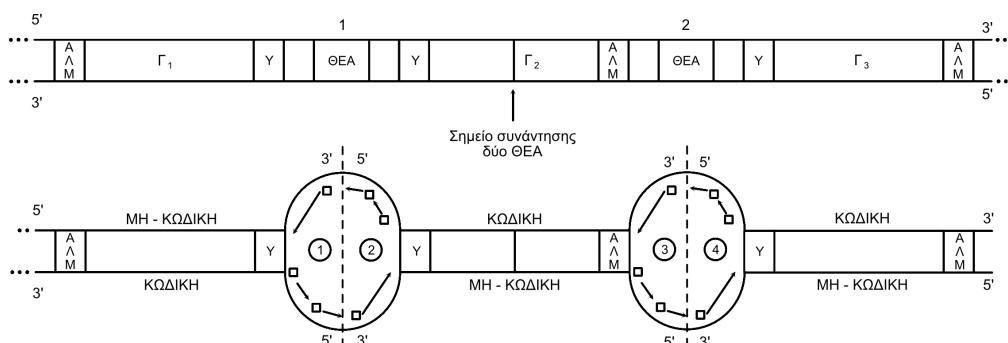 5' 1 2 3'
... Α Λ Μ Γ₁ Υ ΘΕΑ Υ Γ₂ Α Λ Μ ΘΕΑ Υ Γ₃ Α Λ Μ ...
3' 5'
Σημείο συνάντησης
δύο ΘΕΑ
3' 5' 3' 5'
5' ΜΗ - ΚΩΔΙΚΗ ΚΩΔΙΚΗ ΚΩΔΙΚΗ 3'
.. Α Λ Μ Υ 1 2 Υ Α Λ Μ 3 4 Υ Α Λ Μ
3' ΚΩΔΙΚΗ ΜΗ - ΚΩΔΙΚΗ ΜΗ - ΚΩΔΙΚΗ 5'
5' 3' 5' 3'